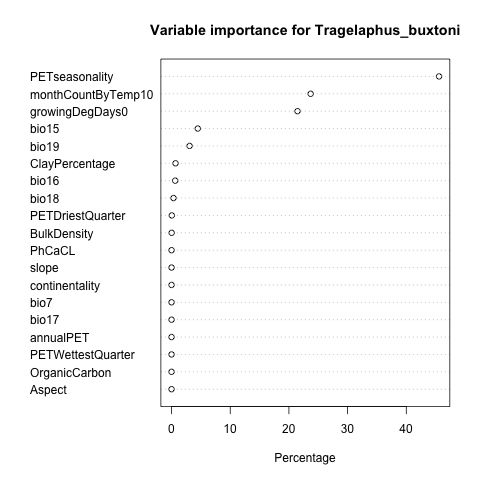 Variable importance for Tragelaphus_buxtoni
PETseasonality
monthCountByTemp10
growingDegDays0
bio15
bio19
ClayPercentage
bio16
bio18
PETDriestQuarter
BulkDensity
PhCaCL
slope
continentality
bio7
bio17
annualPET
PETWettestQuarter
OrganicCarbon
Aspect
0 10 20 30 40
Percentage